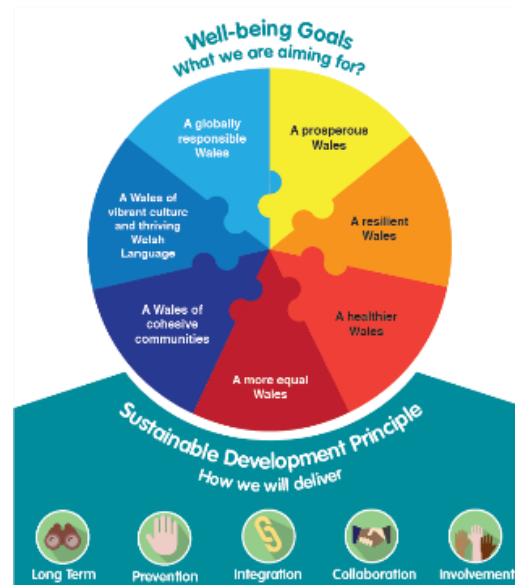 Well-being Goals
What we are aiming for?
A globally
responsible
Wales
A prosperous
Wales
A Wales of
vibrant culture
and thriving
Welsh
Language
A resilient
Wales
A Wales of
cohesive
communities
A healthier
Wales
A more equal
Wales
Sustainable Development Principle
How we will deliver
Long Term
Prevention
Integration
Collaboration
Involvement